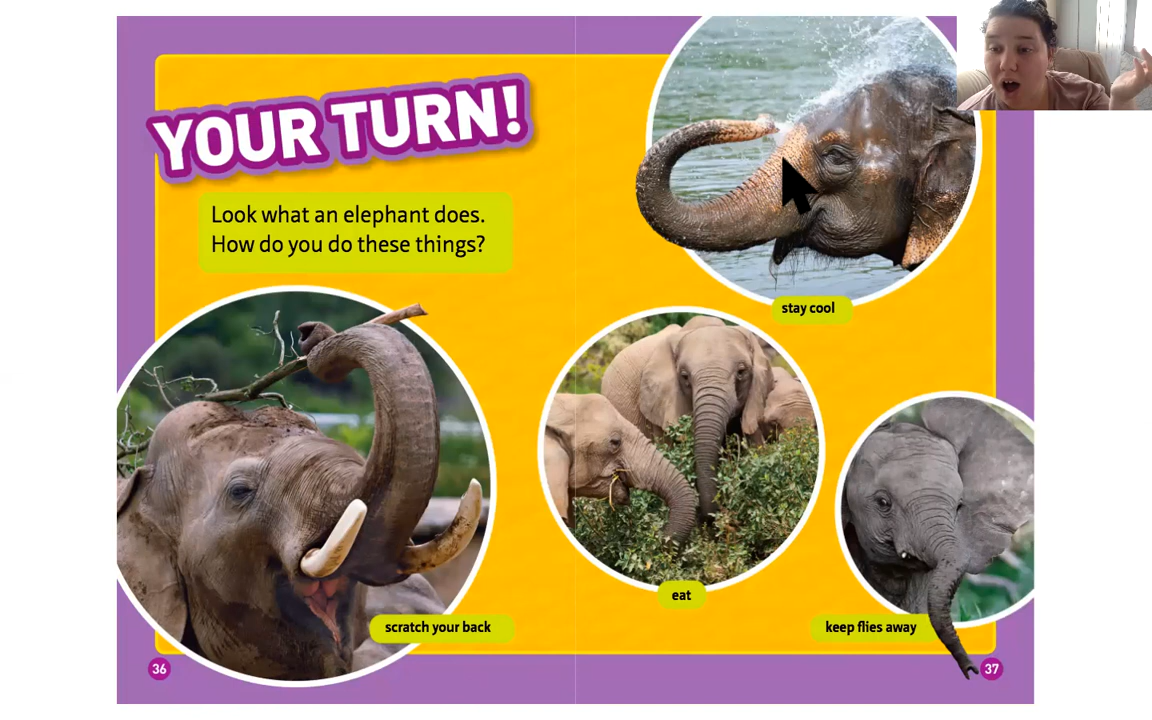 YOUR TURN!
Look what an elephant does.
How do you do these things?
stay cool
scratch your back
eat
keep flies away
36
37